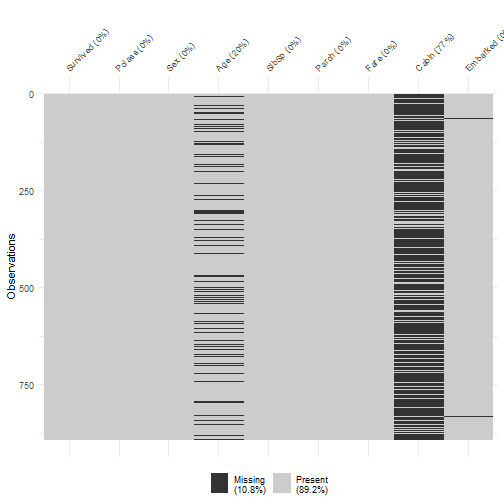 Survived (0%)
Pclass (0%)
Sex (0%)
Age (20%)
SibSp (0%)
Parch (0%)
Fare (0%)
Cabin (77%)
Embarked (0
0
250
500
750
Observations
Missing
(10.8%)
Present
(89.2%)